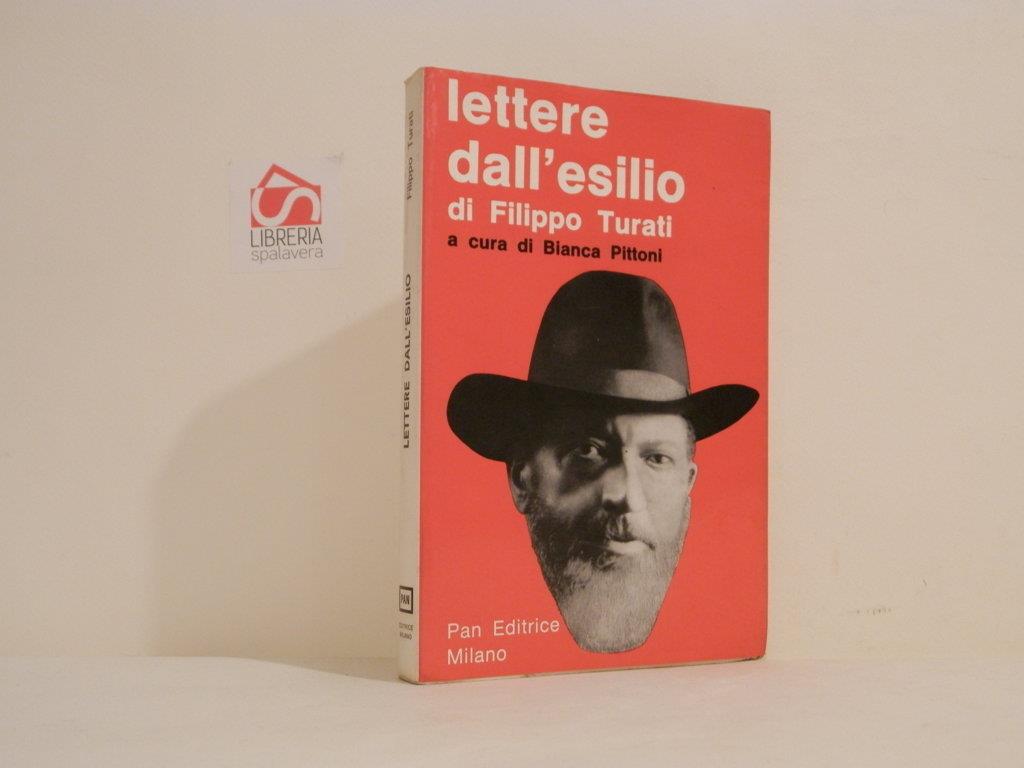 lettere
dall'esilio
di Filippo Turati
a cura di Bianca Pittoni
Pan Editrice
Milano
Filippo Turati
LETTERE DALL'ESILIO
PAN
EDITRICE
MILANO
LIBRERIA
spalavera